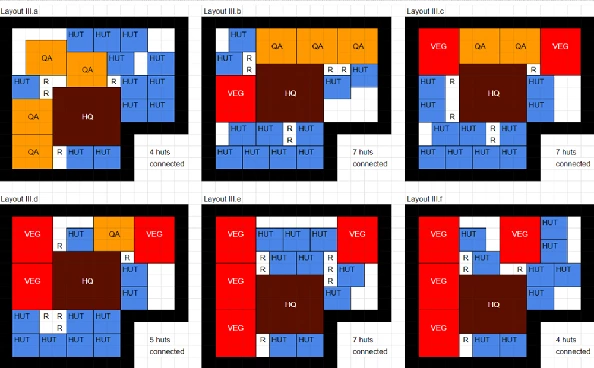 Layout III.a
HUT HUT HUT
QA HUT HUT
QA
HUT R R HUT HUT
R
QA HQ HUT HUT
QA R HUT HUT
4 huts
connected
Layout III.b
HUT QA QA QA
HUT R
R R R HUT
VEG HQ HUT
HUT HUT R HUT
R
HUT HUT HUT HUT
7 huts
connected
Layout III.c
VEG QA QA VEG
R
HUT R HQ HUT
HUT R HUT
HUT HUT R HUT
R
HUT HUT HUT HUT
7 huts
connected
Layout III.d
VEG HUT QA VEG
R
R
VEG HQ HUT
HUT
HUT R R HUT HUT
R
HUT HUT HUT HUT
5 huts
connected
Layout III.e
VEG HUT HUT HUT VEG
R HUT HUT R
R R HUT
VEG HQ HUT
VEG
R HUT HUT HUT
7 huts
connected
Layout III.f
VEG HUT VEG HUT
HUT
R HUT R
R R HUT HUT
VEG HQ HUT
VEG
R HUT HUT HUT
4 huts
connected